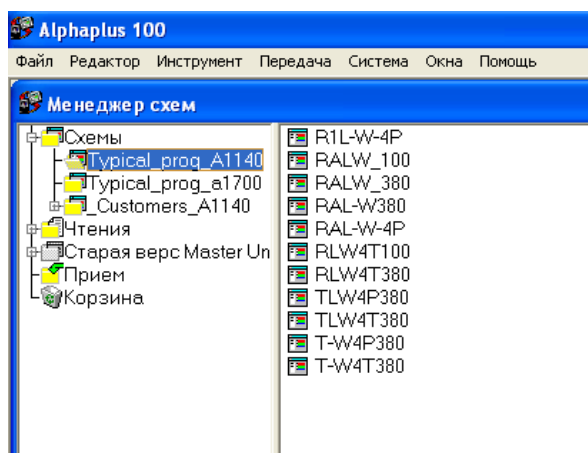 Alphaplus 100
Файл Редактор Инструмент Передача Система Окна Помощь
Менеджер схем
Схемы
Typical_prog_A1140
Typical_prog_a1700
_Customers_A1140
Чтения
Старая верс Master Un
Прием
Корзина
R1L-W-4P
RALW_100
RALW_380
RAL-W380
RAL-W-4P
RLW4T100
RLW4T380
TLW4P380
TLW4T380
T-W4P380
T-W4T380